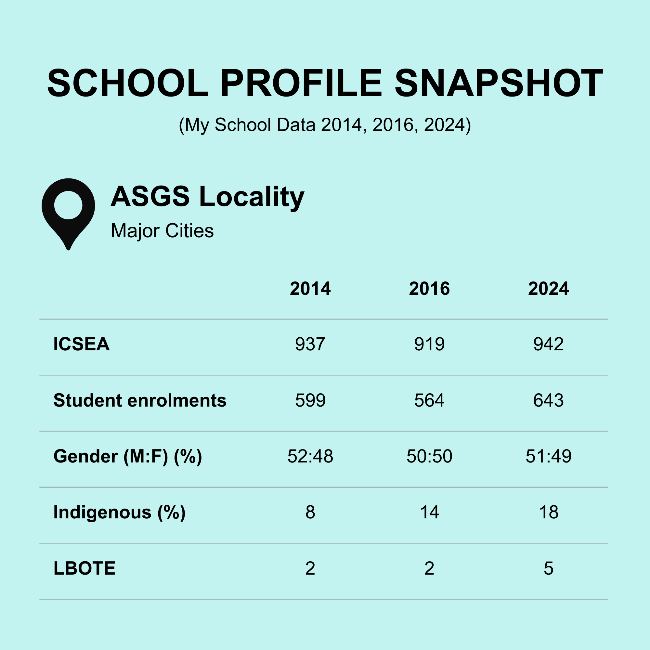 SCHOOL PROFILE SNAPSHOT
(My School Data 2014, 2016, 2024)
ASGS Locality
Major Cities
2014 2016 2024
ICSEA 937 919 942
Student enrolments 599 564 643
Gender (M:F) (%) 52:48 50:50 51:49
Indigenous (%) 8 14 18
LBOTE 2 2 5